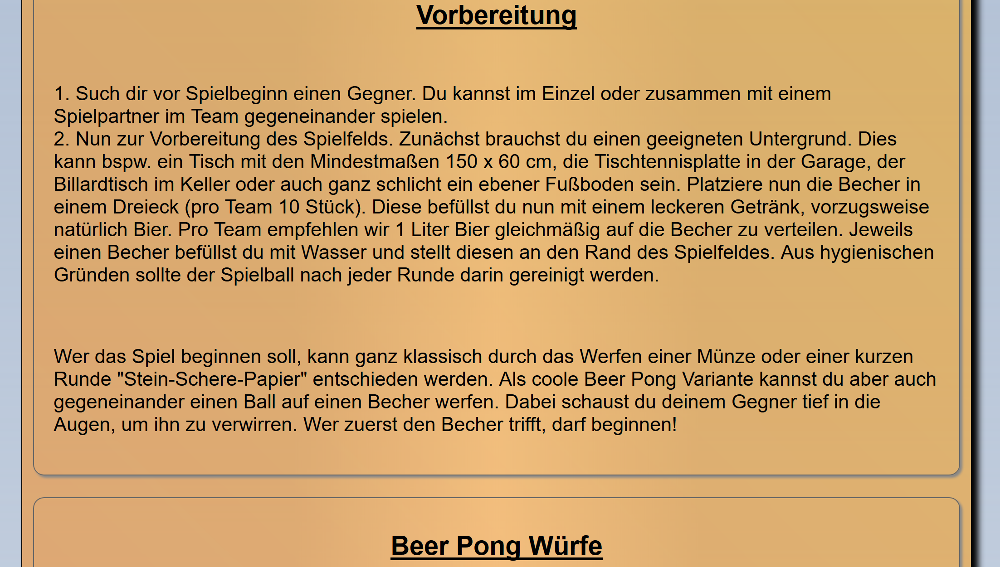 Vorbereitung
1. Such dir vor Spielbeginn einen Gegner. Du kannst im Einzel oder zusammen mit einem
Spielpartner im Team gegeneinander spielen.
2. Nun zur Vorbereitung des Spielfelds. Zunächst brauchst du einen geeigneten Untergrund. Dies
kann bspw. ein Tisch mit den Mindestmaßen 150 x 60 cm, die Tischtennisplatte in der Garage, der
Billardtisch im Keller oder auch ganz schlicht ein ebener Fußboden sein. Platziere nun die Becher in
einem Dreieck (pro Team 10 Stück). Diese befüllst du nun mit einem leckeren Getränk, vorzugsweise
natürlich Bier. Pro Team empfehlen wir 1 Liter Bier gleichmäßig auf die Becher zu verteilen. Jeweils
einen Becher befüllst du mit Wasser und stellt diesen an den Rand des Spielfeldes. Aus hygienischen
Gründen sollte der Spielball nach jeder Runde darin gereinigt werden.
Wer das Spiel beginnen soll, kann ganz klassisch durch das Werfen einer Münze oder einer kurzen
Runde "Stein-Schere-Papier" entschieden werden. Als coole Beer Pong Variante kannst du aber auch
gegeneinander einen Ball auf einen Becher werfen. Dabei schaust du deinem Gegner tief in die
Augen, um ihn zu verwirren. Wer zuerst den Becher trifft, darf beginnen!
Beer Pong Würfe